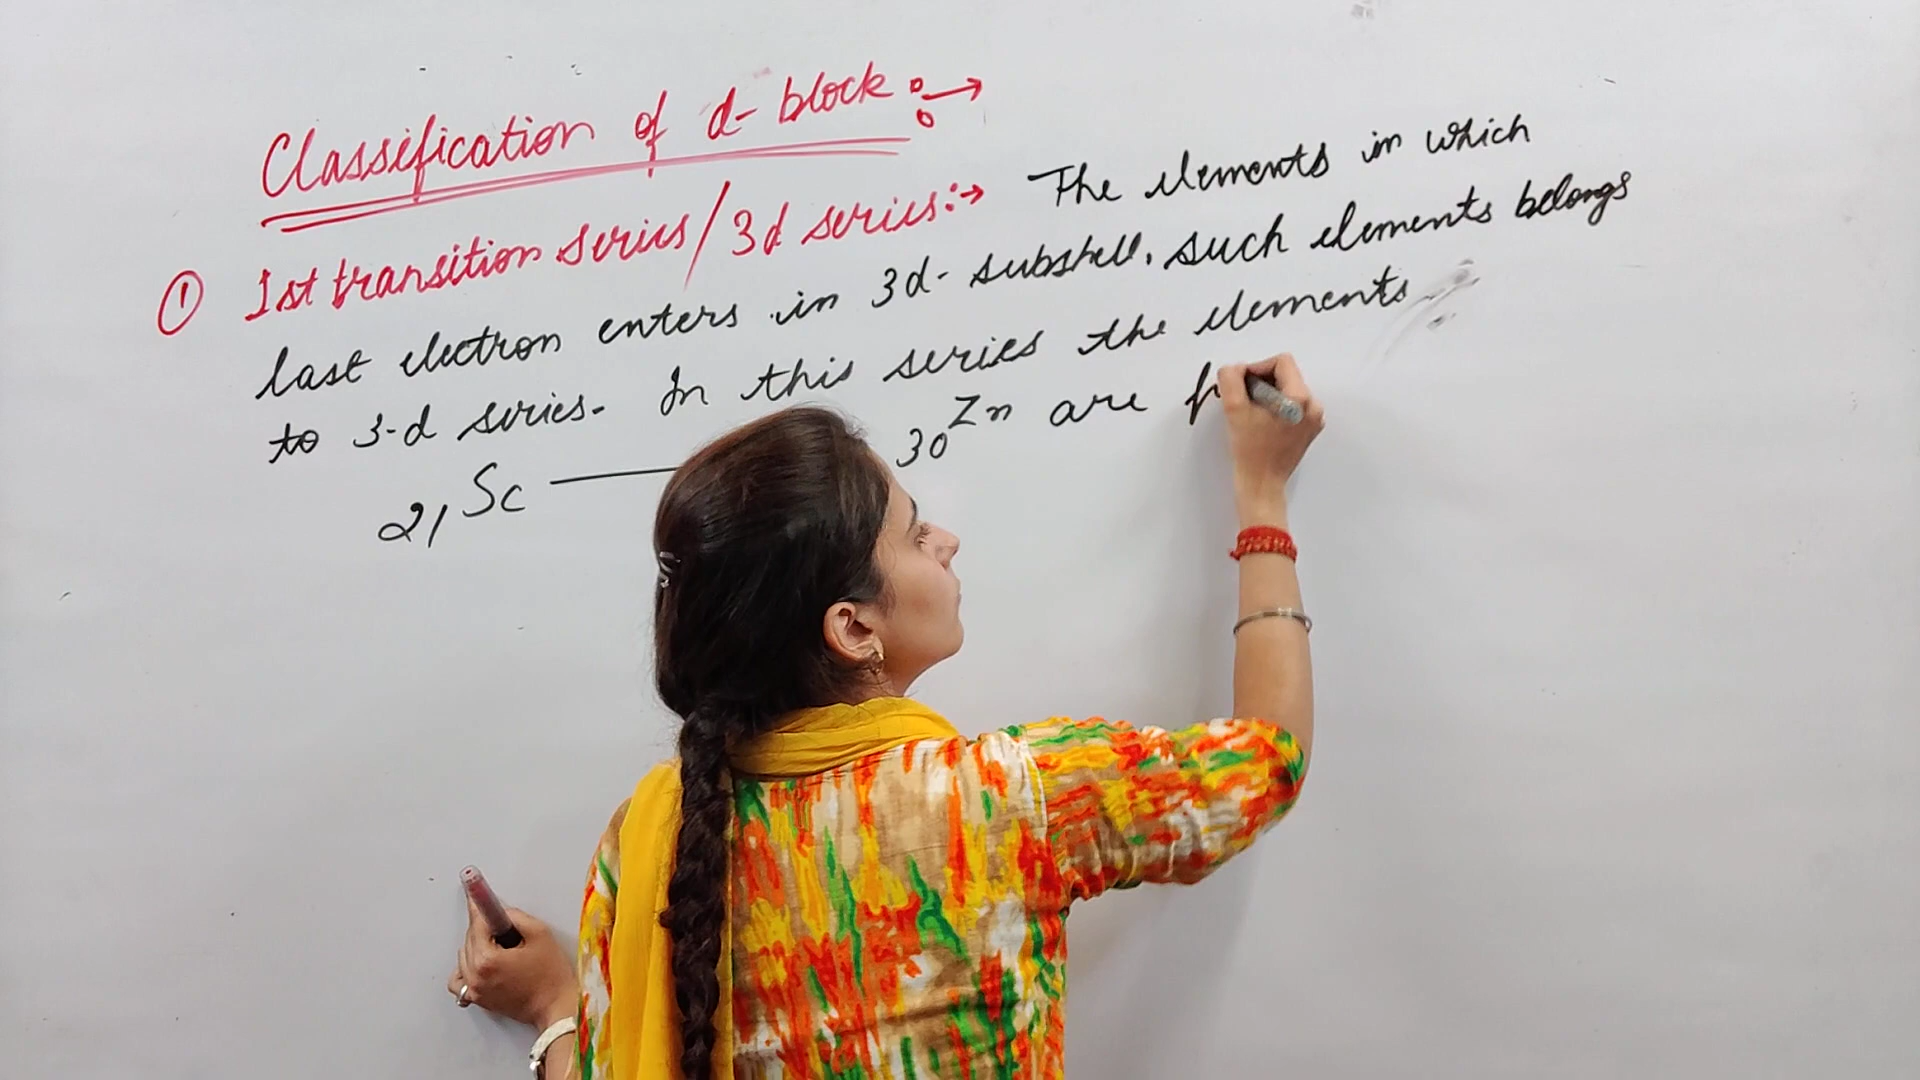 Classification of d-block :→
① 1st transition series/3d series:→ The elements in which
last electron enters in 3d-subshell. such elements belongs
to 3-d series. In this series the elements
21Sc — 30Zn are